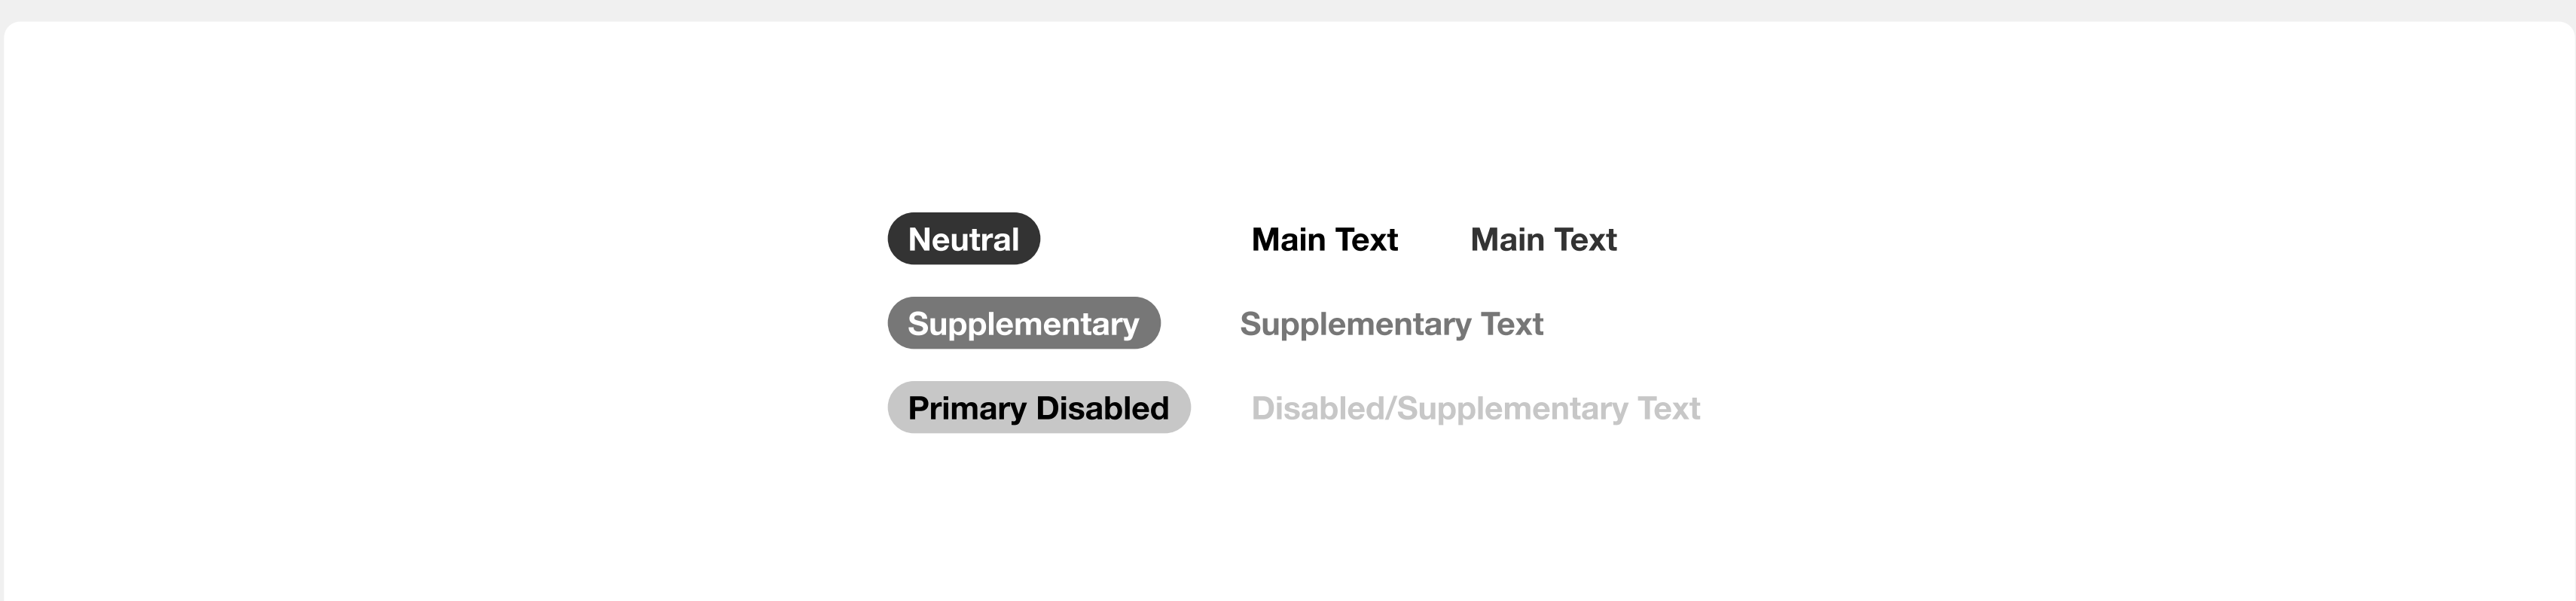 Neutral Main Text Main Text
Supplementary Supplementary Text
Primary Disabled Disabled/Supplementary Text